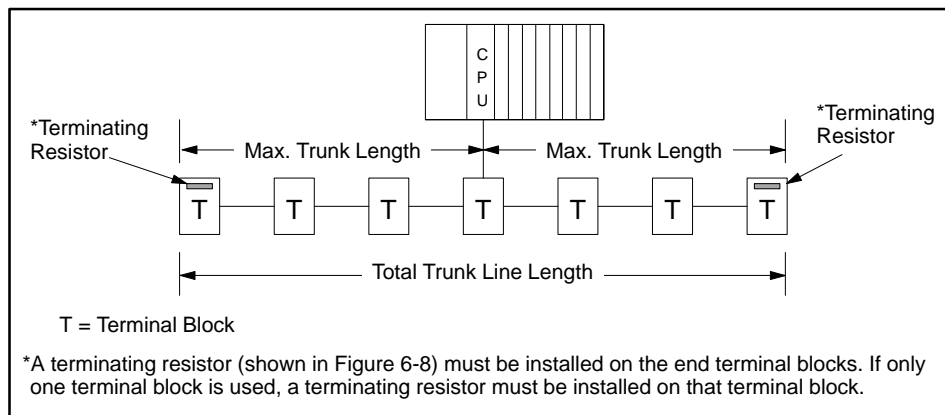 C
P
U
*Terminating
Resistor
*Terminating
Resistor
Max. Trunk Length
Max. Trunk Length
T T T T T T T
Total Trunk Line Length
T = Terminal Block
*A terminating resistor (shown in Figure 6-8) must be installed on the end terminal blocks. If only
one terminal block is used, a terminating resistor must be installed on that terminal block.